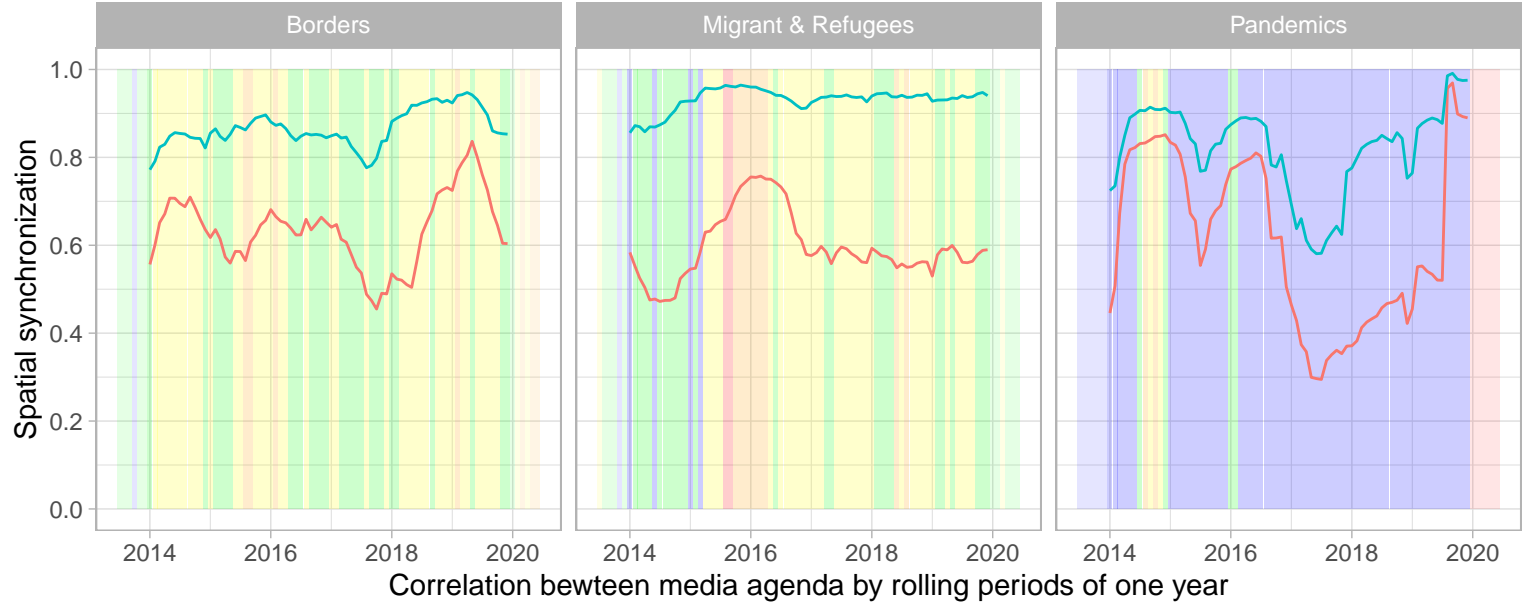 Borders
Migrant & Refugees
Pandemics
Spatial synchronization
1.0
0.8
0.6
0.4
0.2
0.0
2014 2016 2018 2020
2014 2016 2018 2020
2014 2016 2018 2020
Correlation bewteen media agenda by rolling periods of one year